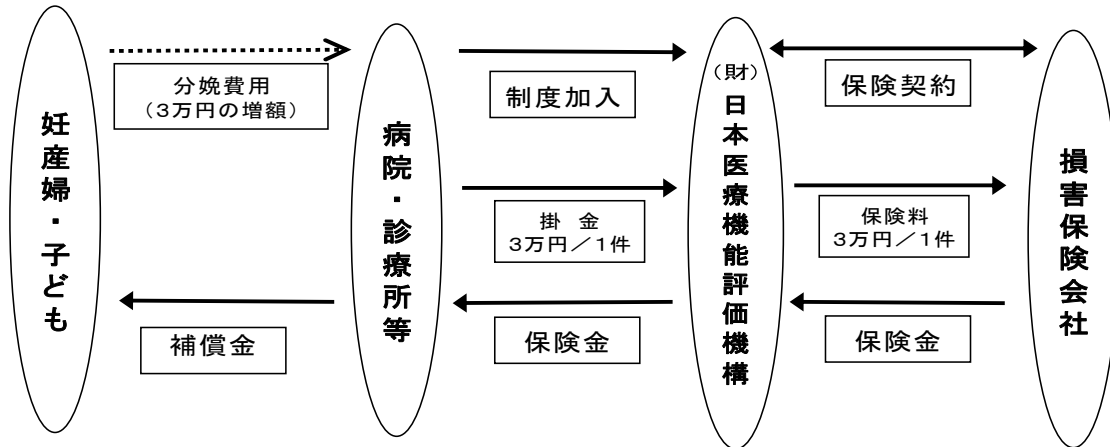 妊産婦・子ども
分娩費用
（３万円の増額）
病院・診療所等
制度加入
掛　金
３万円／１件
（財）
日本医療機能評価機構
保険契約
保険料
３万円／１件
損害保険会社
補償金
保険金
保険金